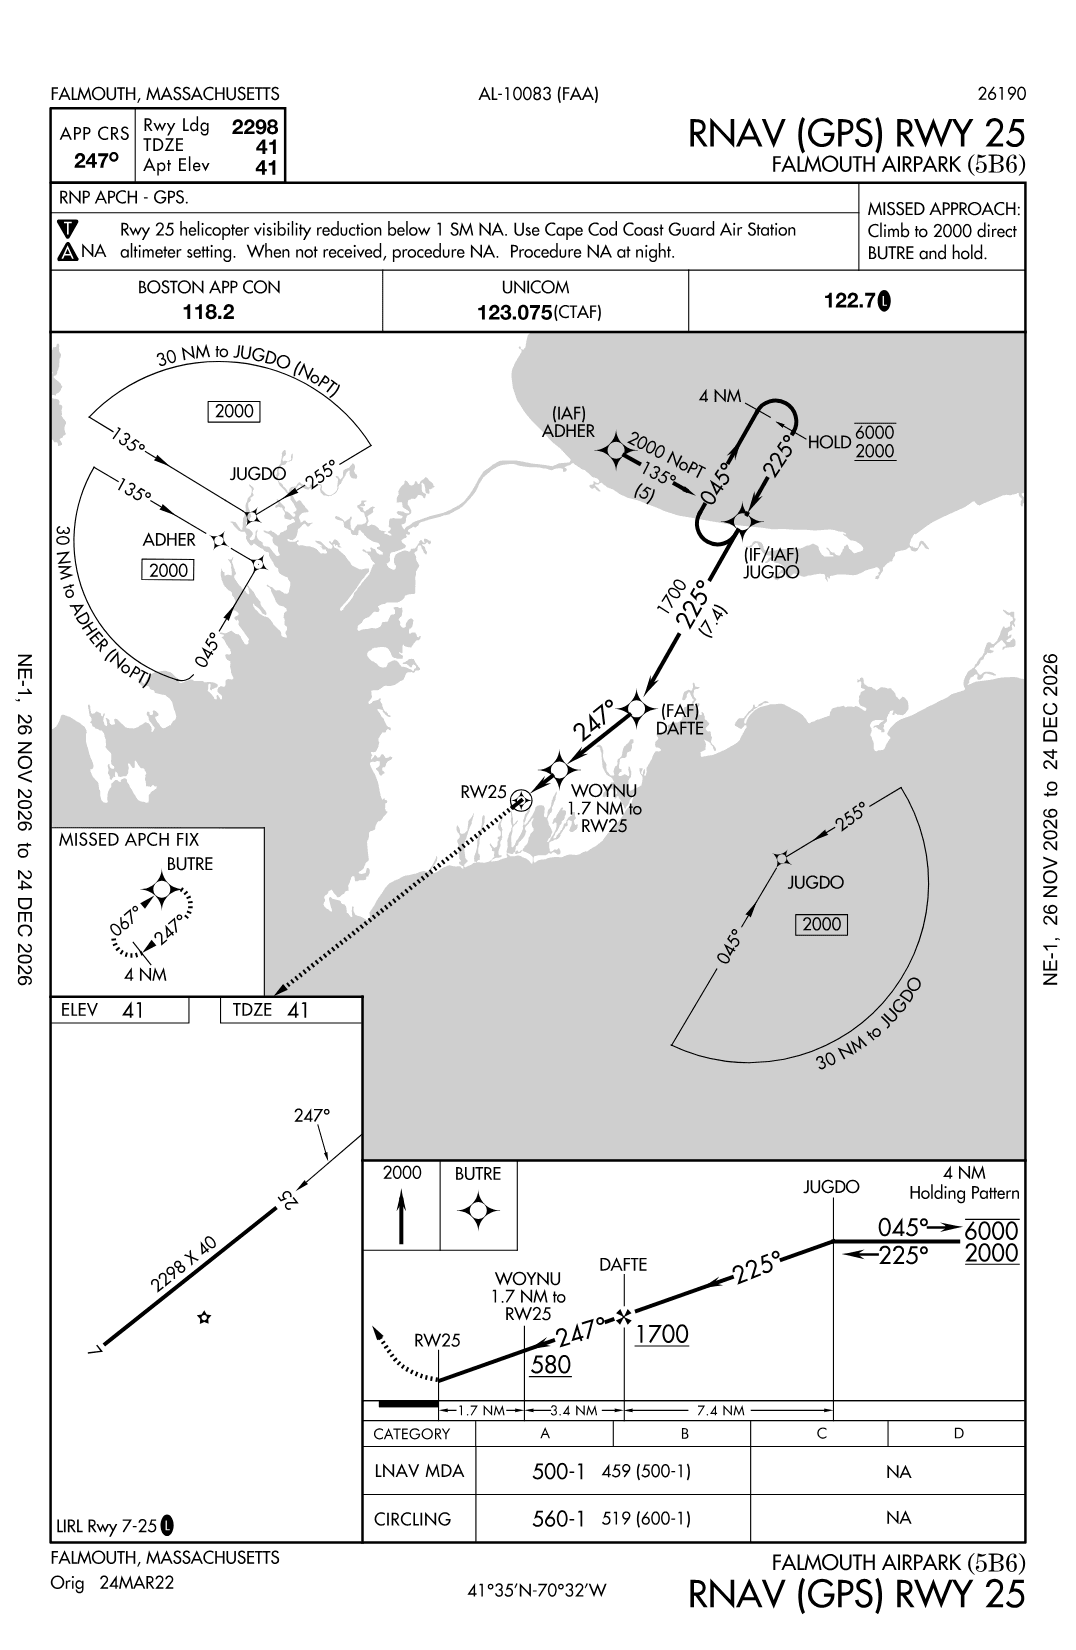 FALMOUTH, MASSACHUSETTS
AL-10083 (FAA)
26190
APP CRS
247°
Rwy Ldg 2298
TDZE 41
Apt Elev 41
RNAV (GPS) RWY 25
FALMOUTH AIRPARK (5B6)
RNP APCH - GPS.
T
A NA
Rwy 25 helicopter visibility reduction below 1 SM NA. Use Cape Cod Coast Guard Air Station
altimeter setting. When not received, procedure NA. Procedure NA at night.
MISSED APPROACH:
Climb to 2000 direct
BUTRE and hold.
BOSTON APP CON
118.2
UNICOM
123.075(CTAF)
122.7 L
30 NM to JUGDO (NoPT)
2000
135°
JUGDO
255°
135°
ADHER
2000
30 NM to ADHER (NoPT)
045°
(IAF)
ADHER
2000 NoPT
135°
(5)
4 NM
HOLD 6000
2000
045°
225°
(IF/IAF)
JUGDO
1700
225°
(7.4)
(FAF)
DAFTE
247°
RW25
WOYNU
1.7 NM to
RW25
255°
JUGDO
2000
045°
30 NM to JUGDO
MISSED APCH FIX
BUTRE
067°
247°
4 NM
ELEV 41
TDZE 41
247°
25
2298 X 40
7
LIRL Rwy 7-25 L
2000
BUTRE
JUGDO
4 NM
Holding Pattern
045° 6000
225° 2000
225°
DAFTE
WOYNU
1.7 NM to
RW25
247°
1700
RW25
580
1.7 NM
3.4 NM
7.4 NM
CATEGORY A B C D
LNAV MDA 500-1 459 (500-1) NA
CIRCLING 560-1 519 (600-1) NA
FALMOUTH, MASSACHUSETTS
Orig 24MAR22
41°35'N-70°32'W
FALMOUTH AIRPARK (5B6)
RNAV (GPS) RWY 25
NE-1, 26 NOV 2026 to 24 DEC 2026
NE-1, 26 NOV 2026 to 24 DEC 2026